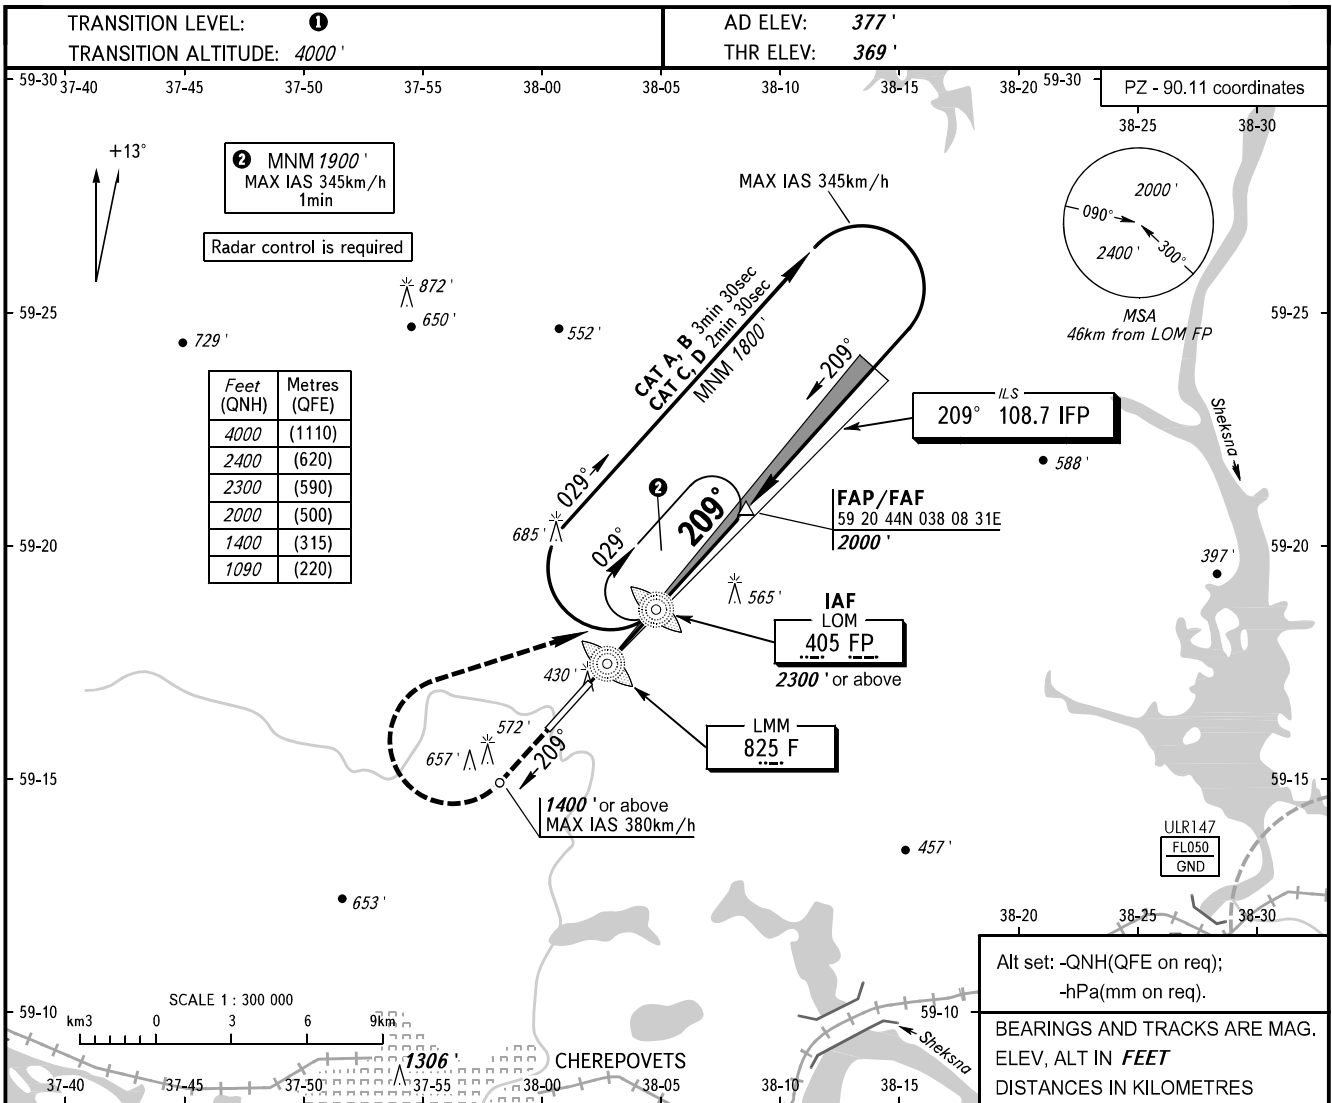 TRANSITION LEVEL: ❶
TRANSITION ALTITUDE: 4000'
AD ELEV: 377'
THR ELEV: 369'
59-30 37-40 37-45 37-50 37-55 38-00 38-05 38-10 38-15 38-20 59-30
PZ - 90.11 coordinates
38-25 38-30
+13°
❷ MNM 1900'
MAX IAS 345km/h
1min
Radar control is required
MAX IAS 345km/h
2000'
090°
2400'
300°
MSA
46km from LOM FP
872'
650'
552'
729'
59-25
59-25
CAT A, B 3min 30sec
CAT C, D 2min 30sec
MNM 1800'
209°
Feet (QNH) Metres (QFE)
4000 (1110)
2400 (620)
2300 (590)
2000 (500)
1400 (315)
1090 (220)
ILS
209° 108.7 IFP
Sheksna
588'
029°
❷
209°
FAP/FAF
59 20 44N 038 08 31E
2000'
685'
029°
59-20
59-20
397'
565'
IAF
LOM
405 FP
2300' or above
430'
LMM
825 F
572'
657'
209°
59-15
59-15
1400' or above
MAX IAS 380km/h
ULR147
FL050
GND
457'
653'
38-20 38-25 38-30
Alt set: -QNH(QFE on req);
-hPa(mm on req).
SCALE 1 : 300 000
km3 0 3 6 9km
59-10
59-10
Sheksna
1306'
CHEREPOVETS
BEARINGS AND TRACKS ARE MAG.
ELEV, ALT IN FEET
DISTANCES IN KILOMETRES
37-40 37-45 37-50 37-55 38-00 38-05 38-10 38-15